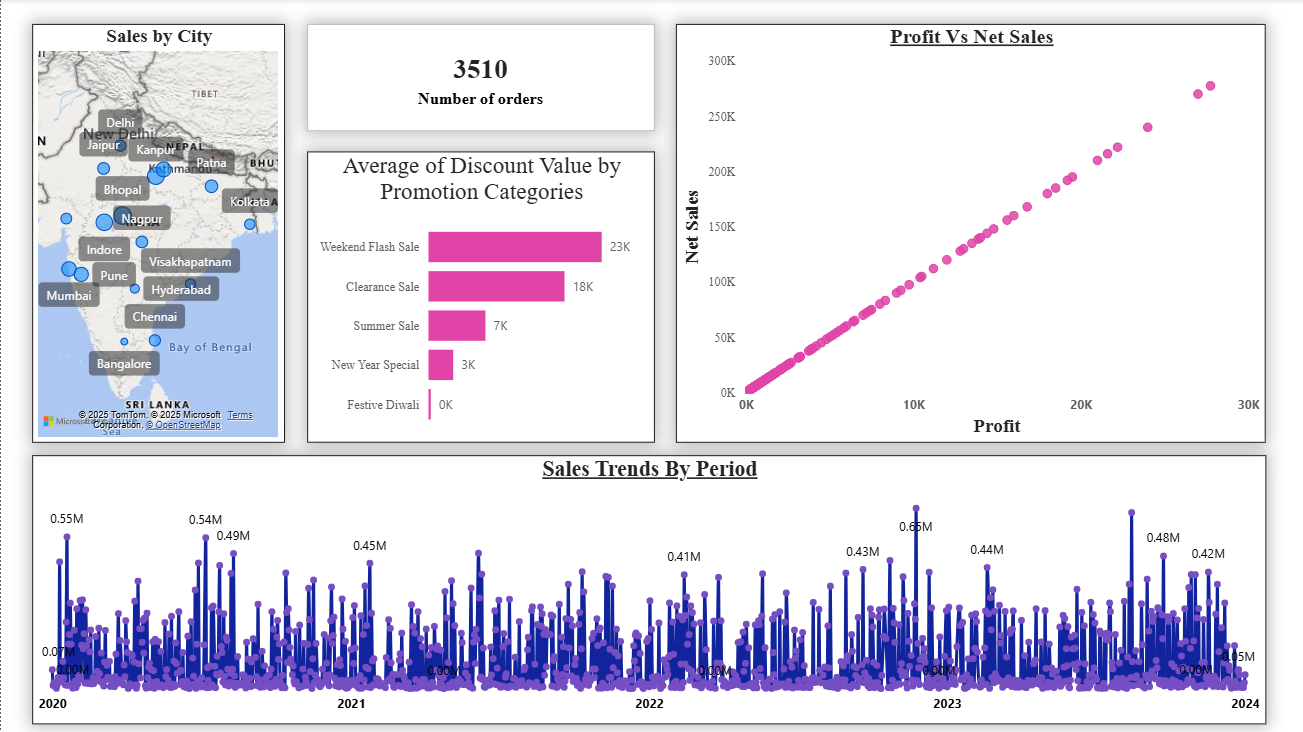 Sales by City
TIBET
Delhi
New Delhi
Jaipur
Kanpur
NEPAL
Patna
BHU
Kathmandu
Bhopal
Kolkata
Nagpur
Indore
Visakhapatnam
Pune
Hyderabad
Mumbai
Chennai
Bay of Bengal
Bangalore
SRI LANKA
© 2025 TomTom, © 2025 Microsoft Terms
Microsoft
Corporation, © OpenStreetMap
Sea
3510
Number of orders
Average of Discount Value by
Promotion Categories
Weekend Flash Sale 23K
Clearance Sale 18K
Summer Sale 7K
New Year Special 3K
Festive Diwali 0K
Profit Vs Net Sales
300K
250K
200K
150K
100K
50K
0K
Net Sales
0K 10K 20K 30K
Profit
Sales Trends By Period
0.55M 0.54M 0.49M 0.45M 0.41M 0.43M 0.65M 0.44M 0.48M 0.42M
0.07M 0.00M 0.00M 0.00M 0.00M 0.00M 0.05M
2020 2021 2022 2023 2024